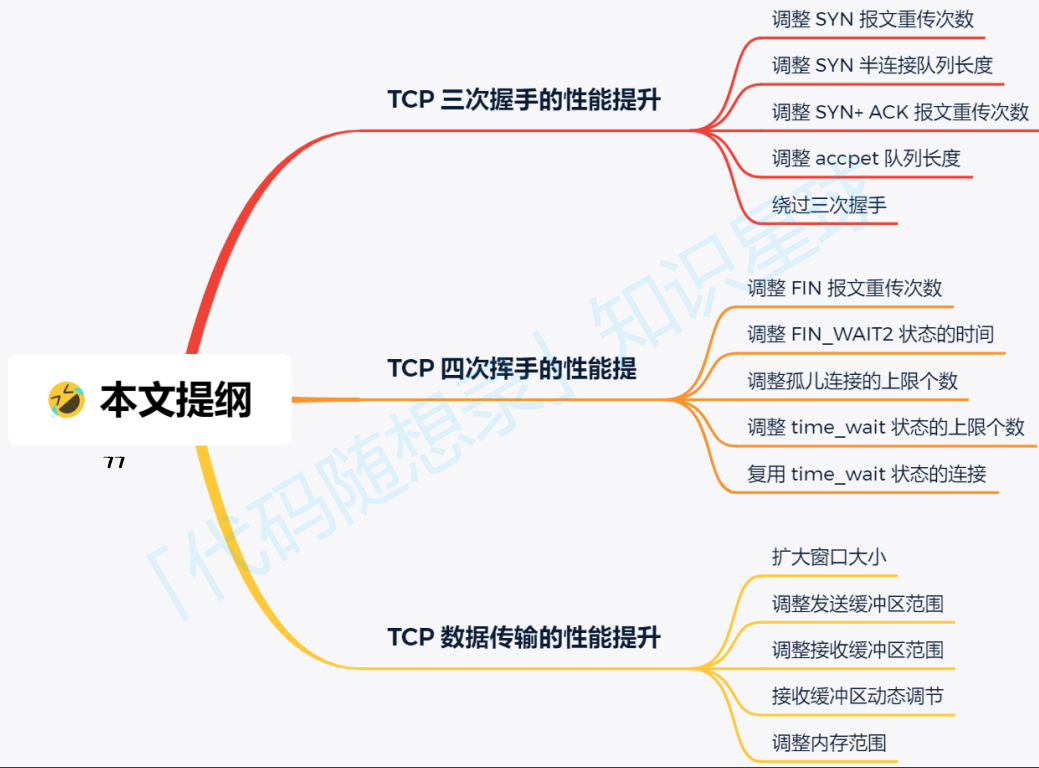 调整 SYN 报文重传次数
调整 SYN 半连接队列长度
TCP 三次握手的性能提升
调整 SYN+ ACK 报文重传次数
调整 accpet 队列长度
绕过三次握手
调整 FIN 报文重传次数
调整 FIN_WAIT2 状态的时间
TCP 四次挥手的性能提
调整孤儿连接的上限个数
本文提纲
调整 time_wait 状态的上限个数
77
复用 time_wait 状态的连接
扩大窗口大小
调整发送缓冲区范围
TCP 数据传输的性能提升
调整接收缓冲区范围
接收缓冲区动态调节
调整内存范围
「代码随想录」知识星球